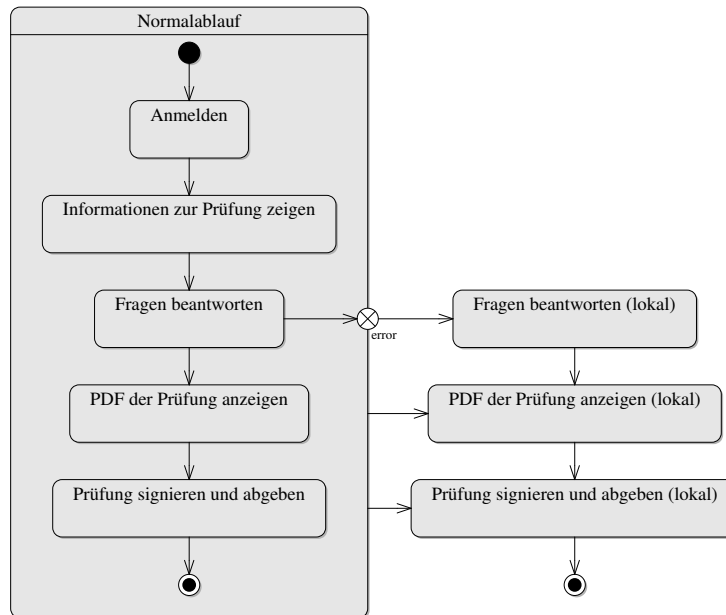 Normalablauf
Anmelden
Informationen zur Prüfung zeigen
Fragen beantworten
error
Fragen beantworten (lokal)
PDF der Prüfung anzeigen
PDF der Prüfung anzeigen (lokal)
Prüfung signieren und abgeben
Prüfung signieren und abgeben (lokal)